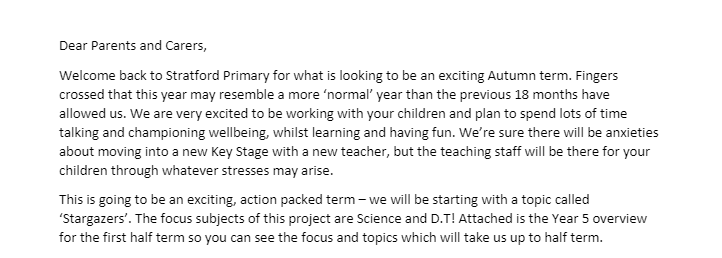 Dear Parents and Carers,
Welcome back to Stratford Primary for what is looking to be an exciting Autumn term. Fingers
crossed that this year may resemble a more ‘normal’ year than the previous 18 months have
allowed us. We are very excited to be working with your children and plan to spend lots of time
talking and championing wellbeing, whilst learning and having fun. We’re sure there will be anxieties
about moving into a new Key Stage with a new teacher, but the teaching staff will be there for your
children through whatever stresses may arise.
This is going to be an exciting, action packed term – we will be starting with a topic called
‘Stargazers’. The focus subjects of this project are Science and D.T! Attached is the Year 5 overview
for the first half term so you can see the focus and topics which will take us up to half term.